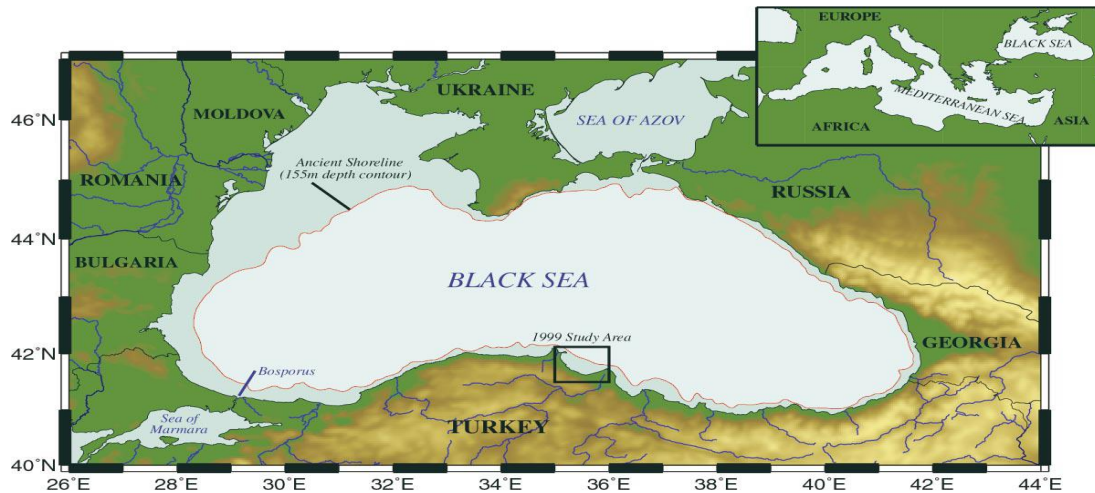 EUROPE
BLACK SEA
MEDITERRANEAN SEA
AFRICA
ASIA
UKRAINE
MOLDOVA
SEA OF AZOV
46°N
Ancient Shoreline
(155m depth contour)
ROMANIA
RUSSIA
44°N
BULGARIA
BLACK SEA
1999 Study Area
GEORGIA
42°N
Bosporus
Sea of
Marmara
TURKEY
40°N
26°E
28°E
30°E
32°E
34°E
36°E
38°E
40°E
42°E
44°E